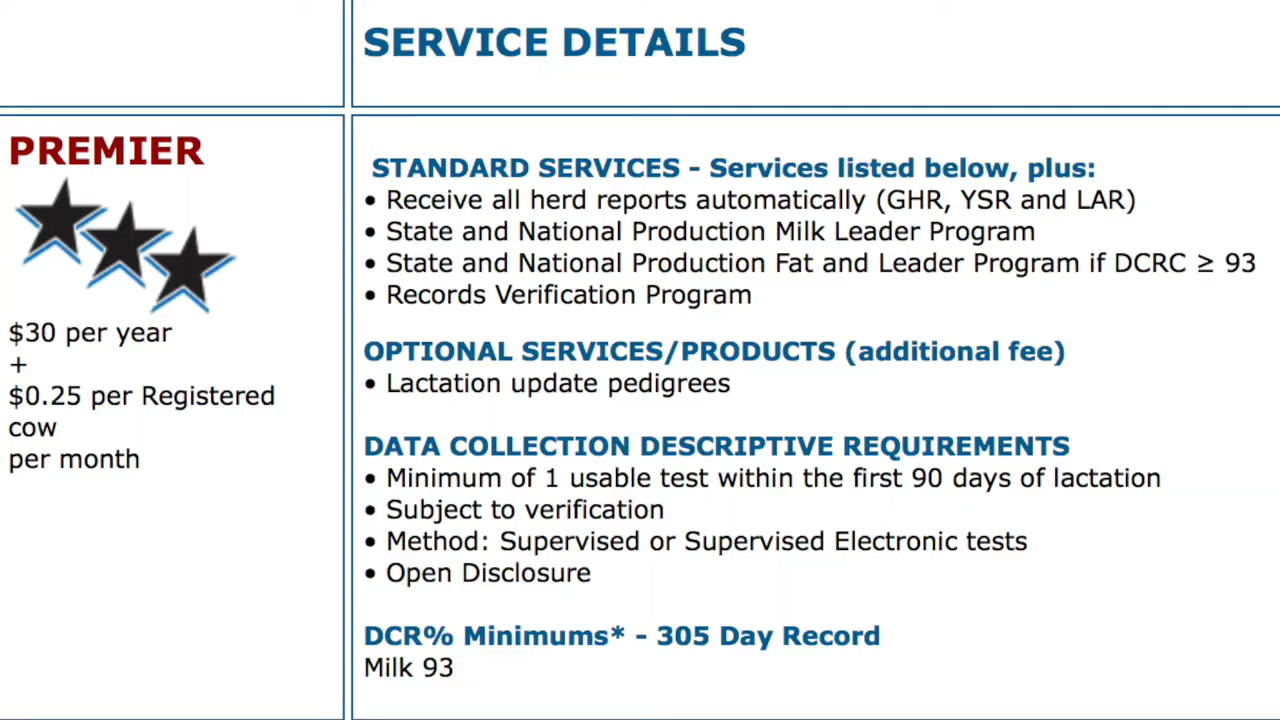 SERVICE DETAILS
PREMIER
$30 per year
+
$0.25 per Registered
cow
per month
STANDARD SERVICES - Services listed below, plus:
• Receive all herd reports automatically (GHR, YSR and LAR)
• State and National Production Milk Leader Program
• State and National Production Fat and Leader Program if DCRC ≥ 93
• Records Verification Program
OPTIONAL SERVICES/PRODUCTS (additional fee)
• Lactation update pedigrees
DATA COLLECTION DESCRIPTIVE REQUIREMENTS
• Minimum of 1 usable test within the first 90 days of lactation
• Subject to verification
• Method: Supervised or Supervised Electronic tests
• Open Disclosure
DCR% Minimums* - 305 Day Record
Milk 93